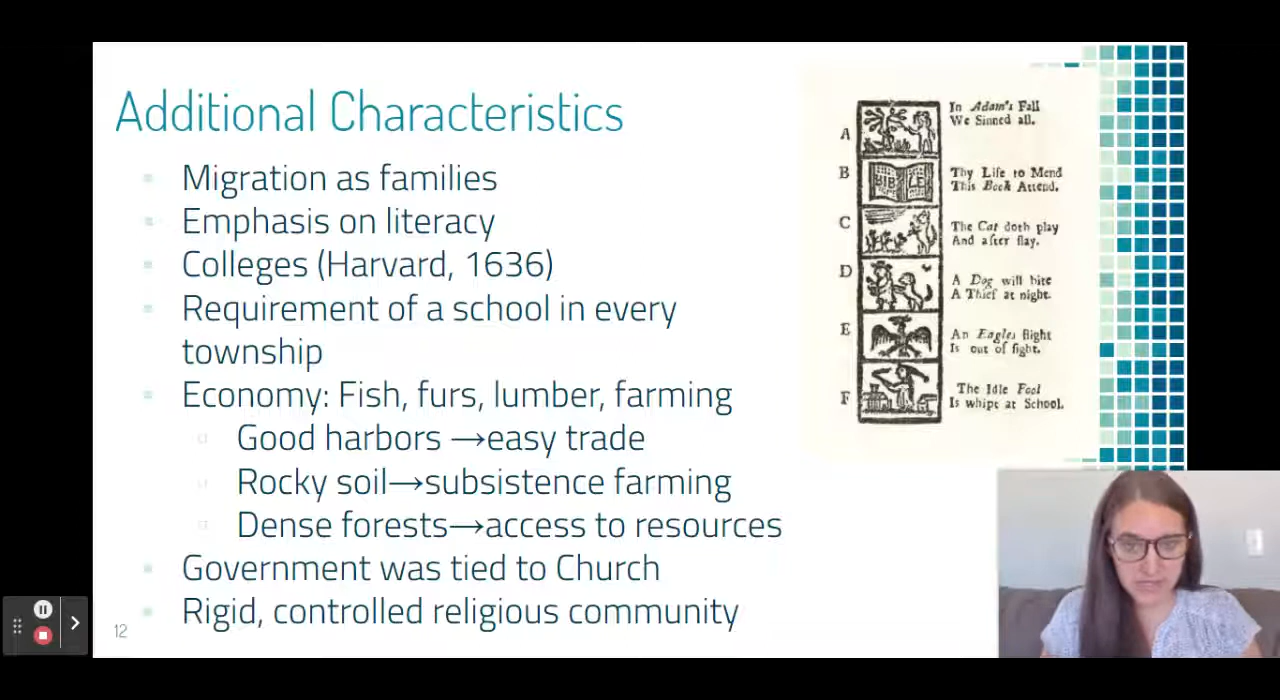 Additional Characteristics
Migration as families
Emphasis on literacy
Colleges (Harvard, 1636)
Requirement of a school in every
township
Economy: Fish, furs, lumber, farming
Good harbors →easy trade
Rocky soil→subsistence farming
Dense forests→access to resources
Government was tied to Church
Rigid, controlled religious community
12
A
In Adam's Fall
We Sinned all.
B
BIBLE
Thy Life to Mend
This Book Attend.
C
The Cat doth play
And after flay.
D
A Dog will bite
A Thief at night.
E
An Eagles flight
Is out of fight.
F
The Idle Fool
Is whipt at School.